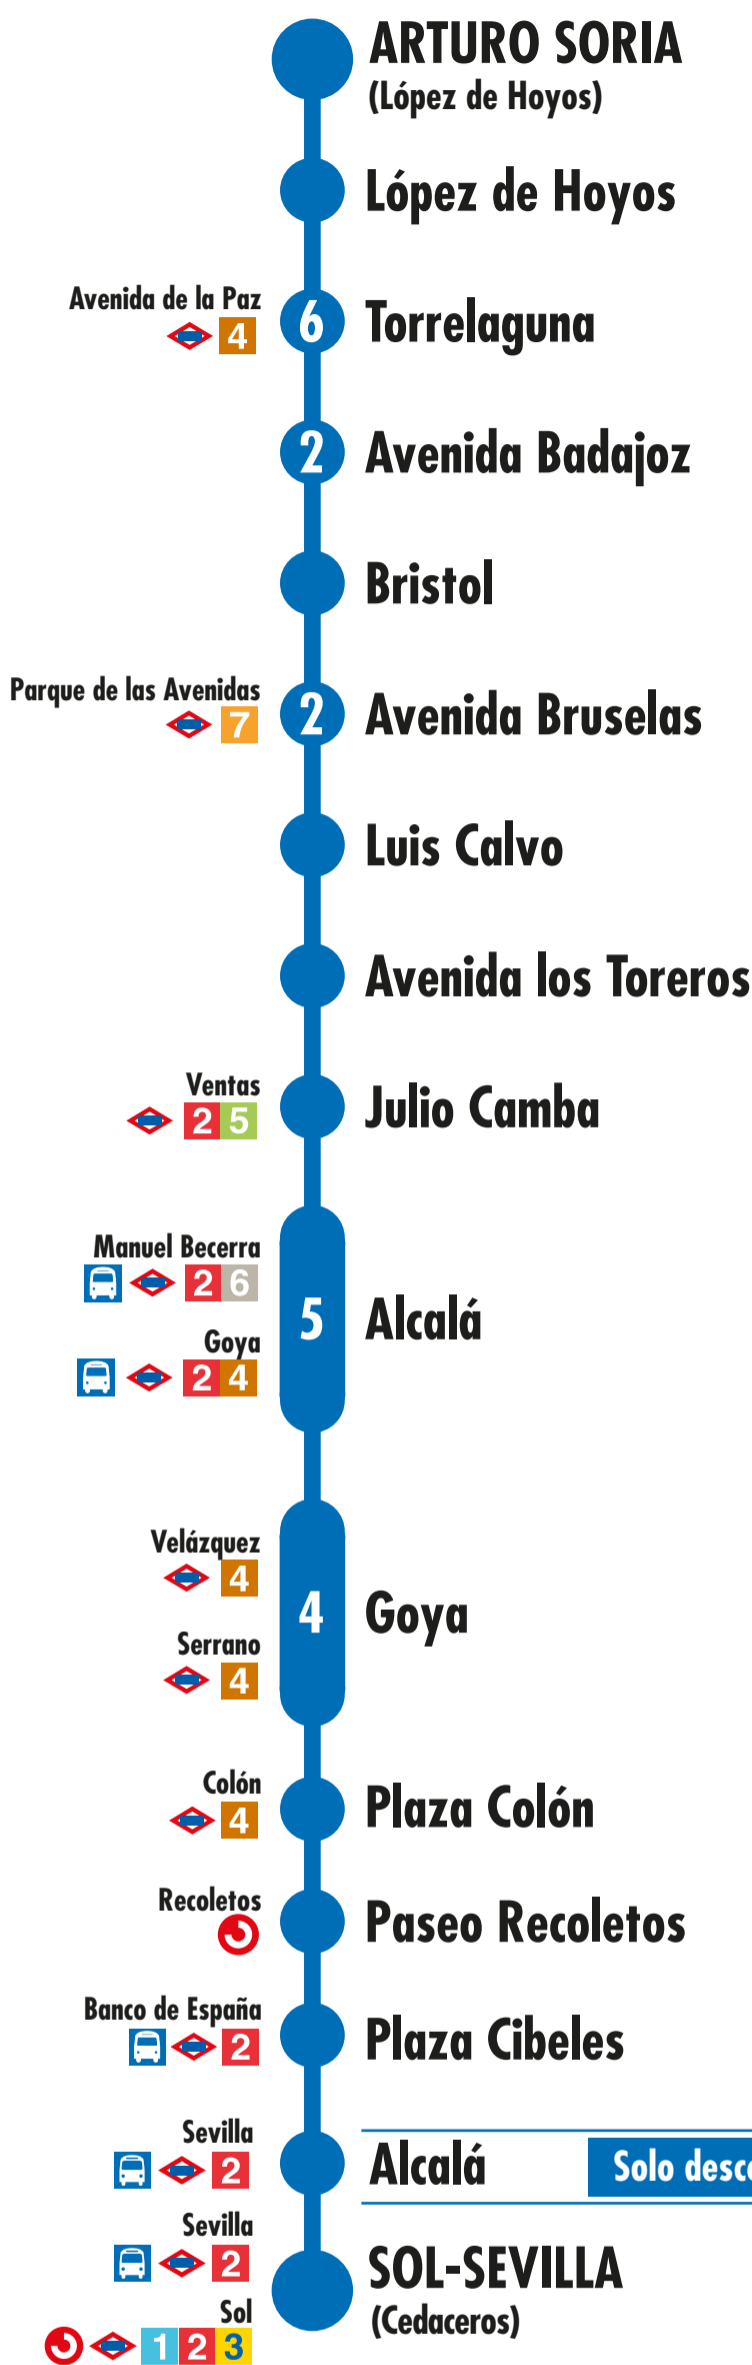 ARTURO SORIA
(López de Hoyos)
López de Hoyos
Avenida de la Paz
4
6
Torrelaguna
2
Avenida Badajoz
Bristol
Parque de las Avenidas
7
2
Avenida Bruselas
Luis Calvo
Avenida los Toreros
Ventas
2 5
Julio Camba
Manuel Becerra
2 6
Goya
2 4
5
Alcalá
Velázquez
4
Serrano
4
4
Goya
Colón
4
Plaza Colón
Recoletos
Paseo Recoletos
Banco de España
2
Plaza Cibeles
Sevilla
2
Alcalá
Solo
Sevilla
2
SOL-SEVILLA
(Cedaceros)
Sol
1 2 3